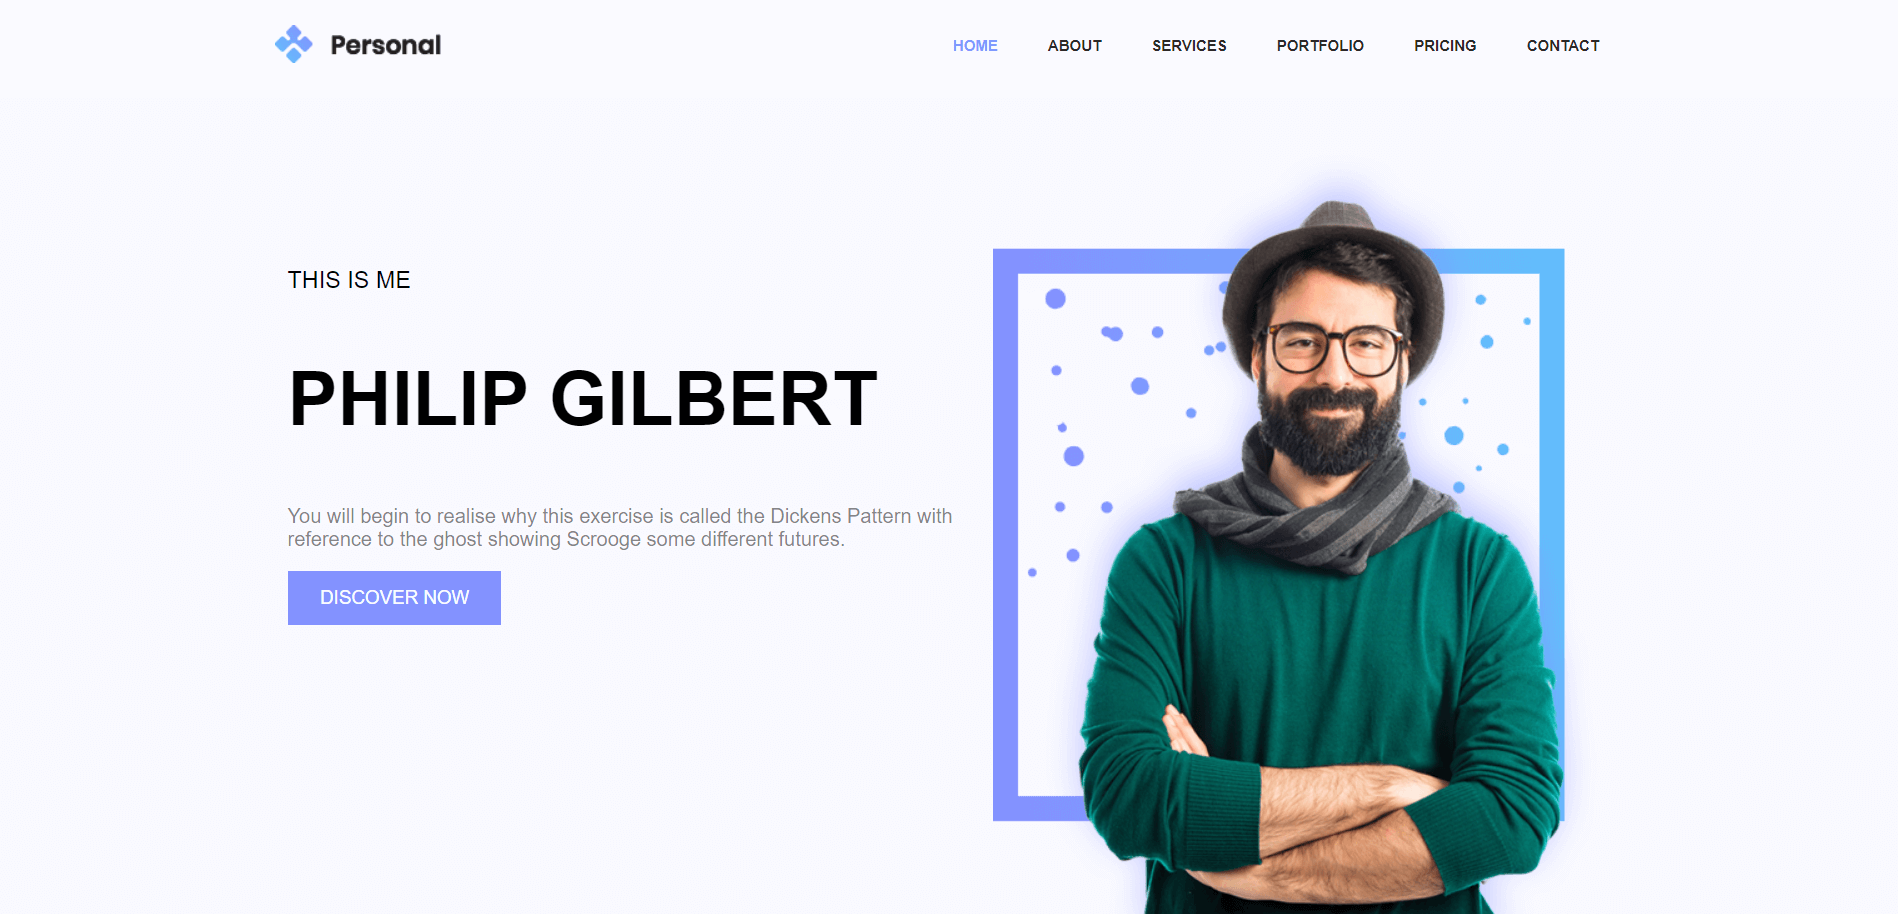 Personal
HOME ABOUT SERVICES PORTFOLIO PRICING CONTACT
THIS IS ME
PHILIP GILBERT
You will begin to realise why this exercise is called the Dickens Pattern with
reference to the ghost showing Scrooge some different futures.
DISCOVER NOW